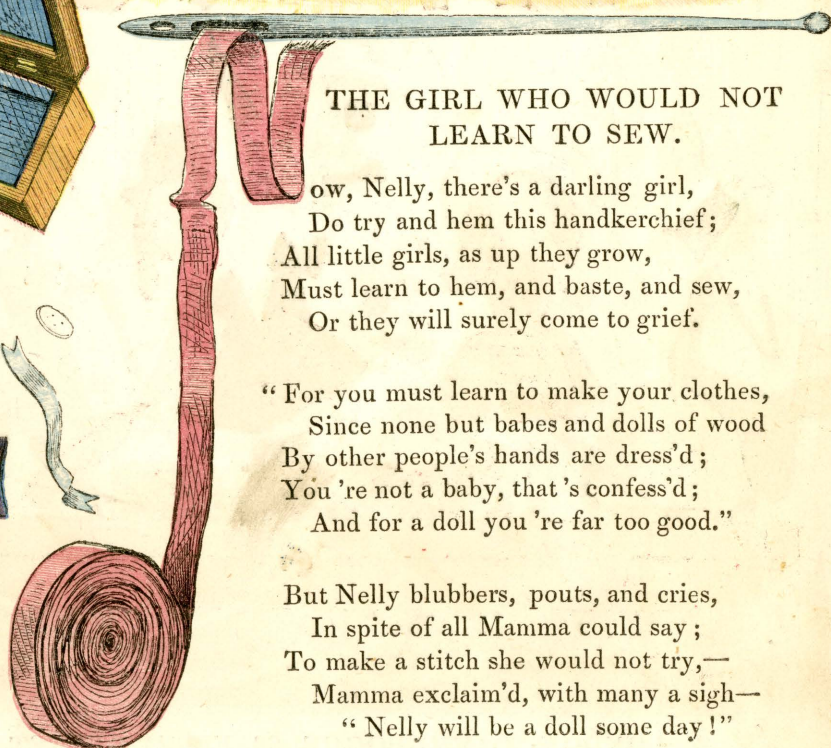 THE GIRL WHO WOULD NOT
LEARN TO SEW.
Now, Nelly, there's a darling girl,
Do try and hem this handkerchief;
All little girls, as up they grow,
Must learn to hem, and baste, and sew,
Or they will surely come to grief.
“For you must learn to make your clothes,
Since none but babes and dolls of wood
By other people's hands are dress'd;
You 're not a baby, that 's confess'd;
And for a doll you 're far too good.”
But Nelly blubbers, pouts, and cries,
In spite of all Mamma could say;
To make a stitch she would not try,—
Mamma exclaim'd, with many a sigh—
“Nelly will be a doll some day!”